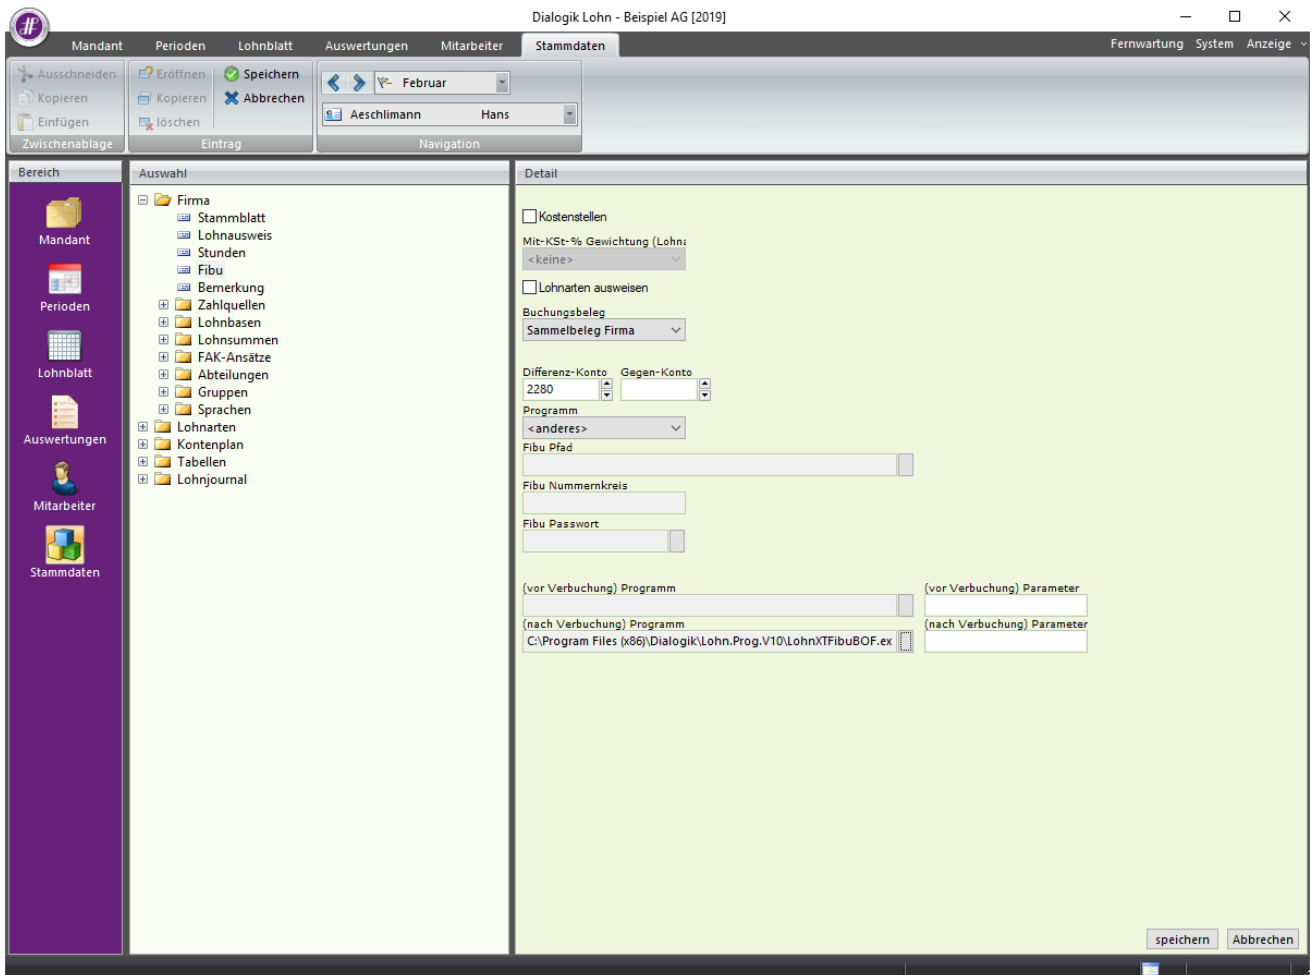 Dialogik Lohn - Beispiel AG [2019]
Mandant Perioden Lohnblatt Auswertungen Mitarbeiter Stammdaten Fernwartung System Anzeige
Ausschneiden Eröffnen Speichern
Februar
Kopieren Kopieren Abbrechen
Aeschlimann Hans
Einfügen löschen
Zwischenablage Eintrag Navigation
Bereich
Mandant
Perioden
Lohnblatt
Auswertungen
Mitarbeiter
Stammdaten
Auswahl
Firma
Stammblatt
Lohnausweis
Stunden
Fibu
Bemerkung
Zahlquellen
Lohnbasen
Lohnsummen
FAK-Ansätze
Abteilungen
Gruppen
Sprachen
Lohnarten
Kontenplan
Tabellen
Lohnjournal
Detail
Kostenstellen
Mit-KSt-% Gewichtung (Lohna
<keine>
Lohnarten ausweisen
Buchungsbeleg
Sammelbeleg Firma
Differenz-Konto Gegen-Konto
2280
Programm
<anderes>
Fibu Pfad
Fibu Nummernkreis
Fibu Passwort
(vor Verbuchung) Programm (vor Verbuchung) Parameter
(nach Verbuchung) Programm (nach Verbuchung) Parameter
C:\Program Files (x86)\Dialogik\Lohn.Prog.V10\LohnXTFibuBOF.ex
speichern Abbrechen